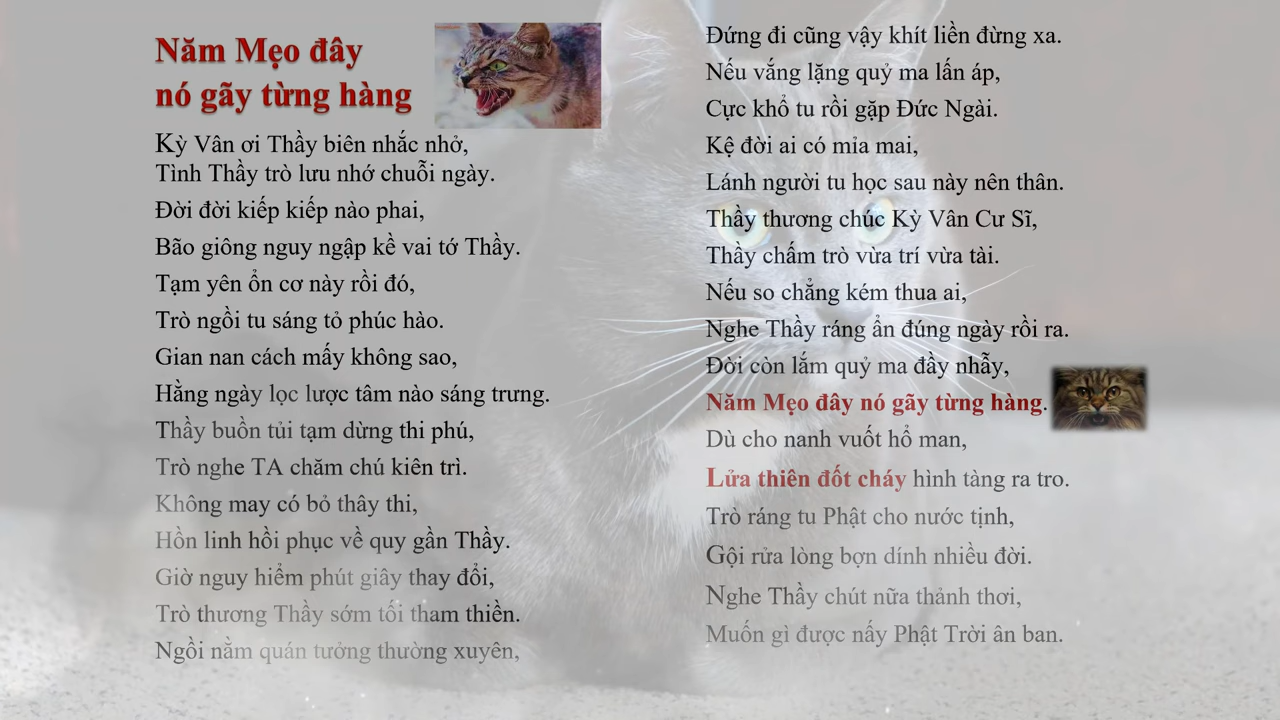 Năm Mẹo đây
nó gãy từng hàng
Kỳ Vân ơi Thầy biên nhắc nhở,
Tình Thầy trò lưu nhớ chuỗi ngày.
Đời đời kiếp kiếp nào phai,
Bão giông nguy ngập kề vai tớ Thầy.
Tạm yên ổn cơ này rồi đó,
Trò ngồi tu sáng tỏ phúc hào.
Gian nan cách mấy không sao,
Hằng ngày lọc lược tâm nào sáng trưng.
Thầy buồn tủi tạm dừng thi phú,
Trò nghe TA chăm chú kiên trì.
Không may có bỏ thây thi,
Hồn linh hồi phục về quy gần Thầy.
Giờ nguy hiểm phút giây thay đổi,
Trò thương Thầy sớm tối tham thiền.
Ngồi nằm quán tưởng thường xuyên,
Đứng đi cũng vậy khít liền đừng xa.
Nếu vắng lặng quỷ ma lấn áp,
Cực khổ tu rồi gặp Đức Ngài.
Kệ đời ai có mỉa mai,
Lánh người tu học sau này nên thân.
Thầy thương chúc Kỳ Vân Cư Sĩ,
Thầy chấm trò vừa trí vừa tài.
Nếu so chẳng kém thua ai,
Nghe Thầy ráng ẩn đúng ngày rồi ra.
Đời còn lắm quỷ ma đầy nhẫy,
Năm Mẹo đây nó gãy từng hàng.
Dù cho nanh vuốt hổ man,
Lửa thiên đốt cháy hình tàng ra tro.
Trò ráng tu Phật cho nước tịnh,
Gội rửa lòng bợn dính nhiều đời.
Nghe Thầy chút nữa thảnh thơi,
Muốn gì được nấy Phật Trời ân ban.